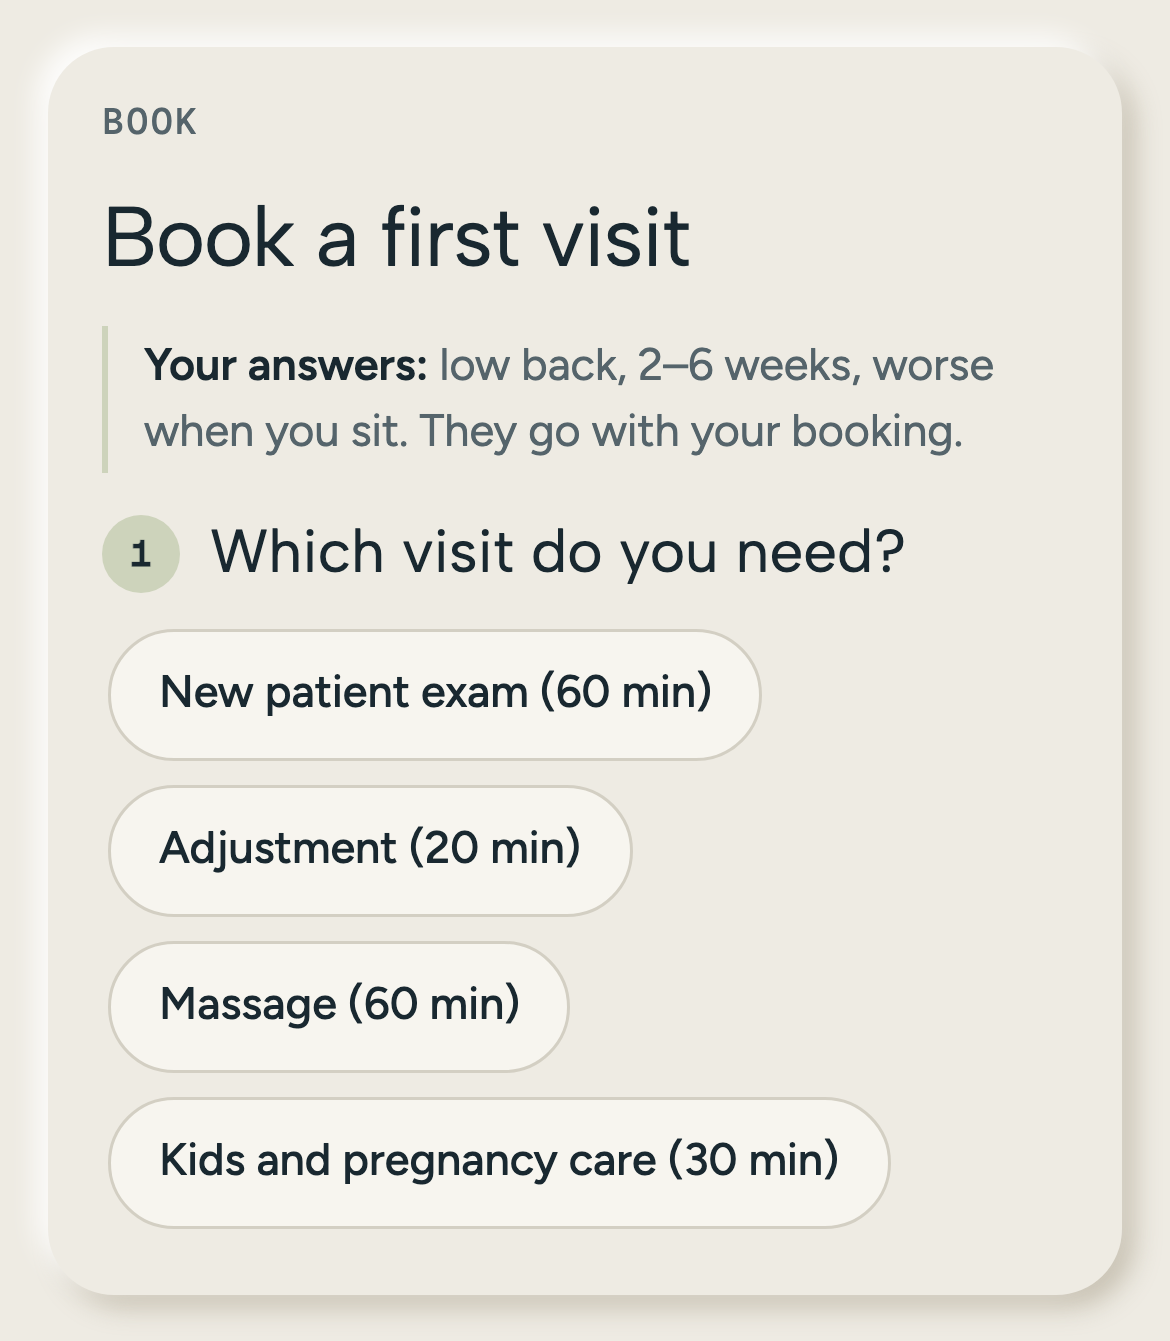 BOOK
Book a first visit
Your answers: low back, 2–6 weeks, worse
when you sit. They go with your booking.
1 Which visit do you need?
New patient exam (60 min)
Adjustment (20 min)
Massage (60 min)
Kids and pregnancy care (30 min)